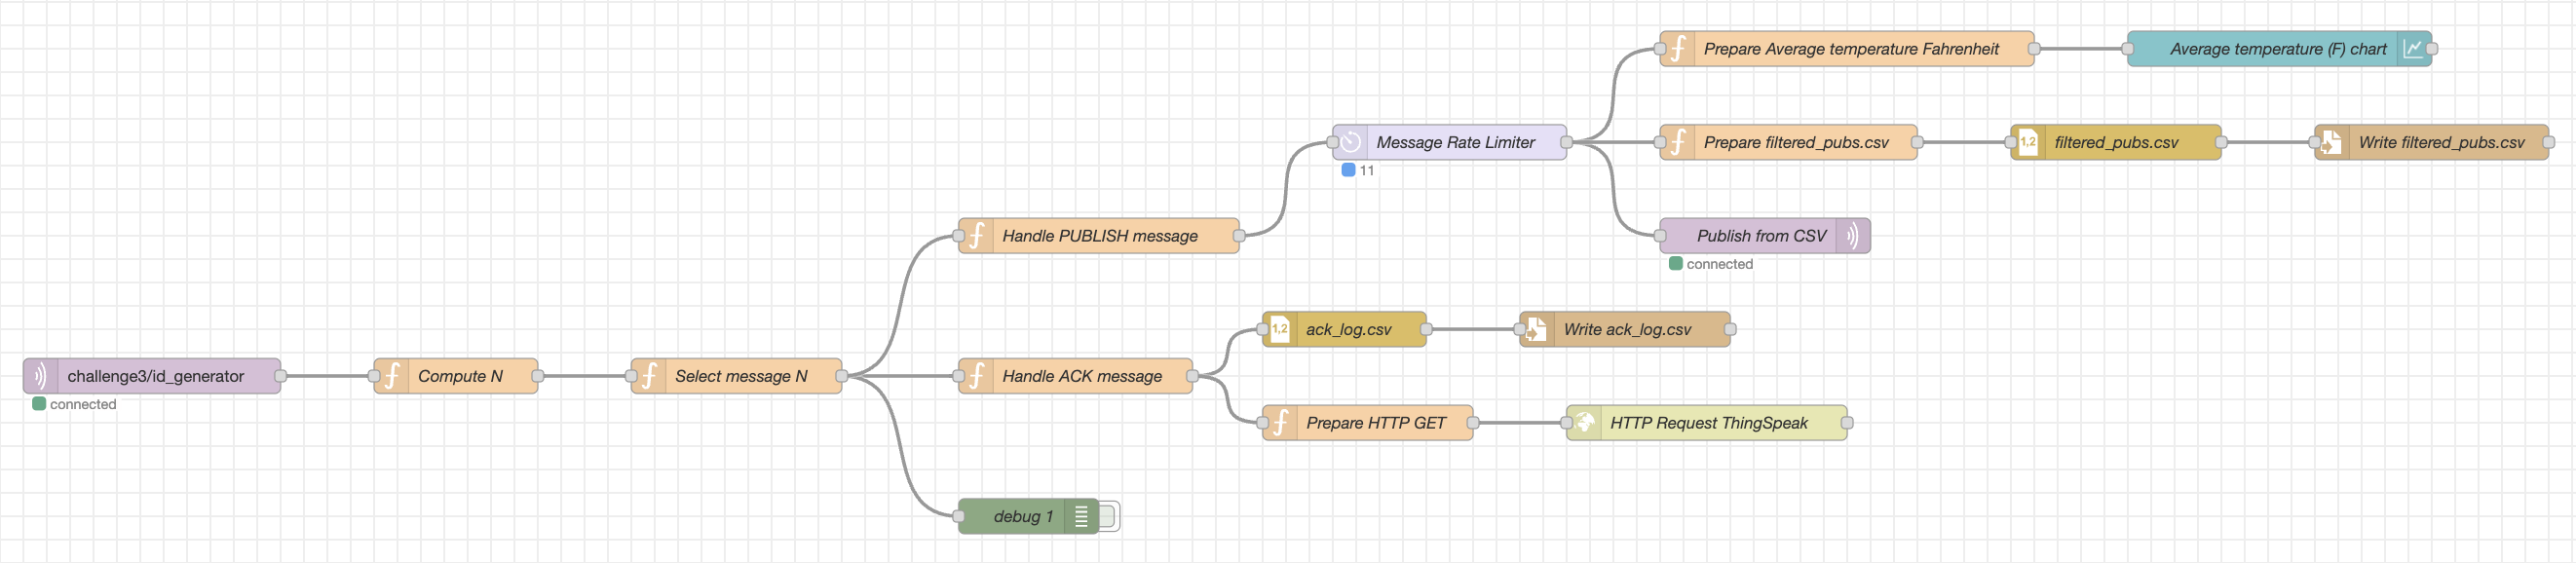 Prepare Average temperature Fahrenheit
Average temperature (F) chart
Message Rate Limiter
11
Prepare filtered_pubs.csv
1,2
filtered_pubs.csv
Write filtered_pubs.csv
Handle PUBLISH message
Publish from CSV
connected
1,2
ack_log.csv
Write ack_log.csv
challenge3/id_generator
connected
Compute N
Select message N
Handle ACK message
Prepare HTTP GET
HTTP Request ThingSpeak
debug 1